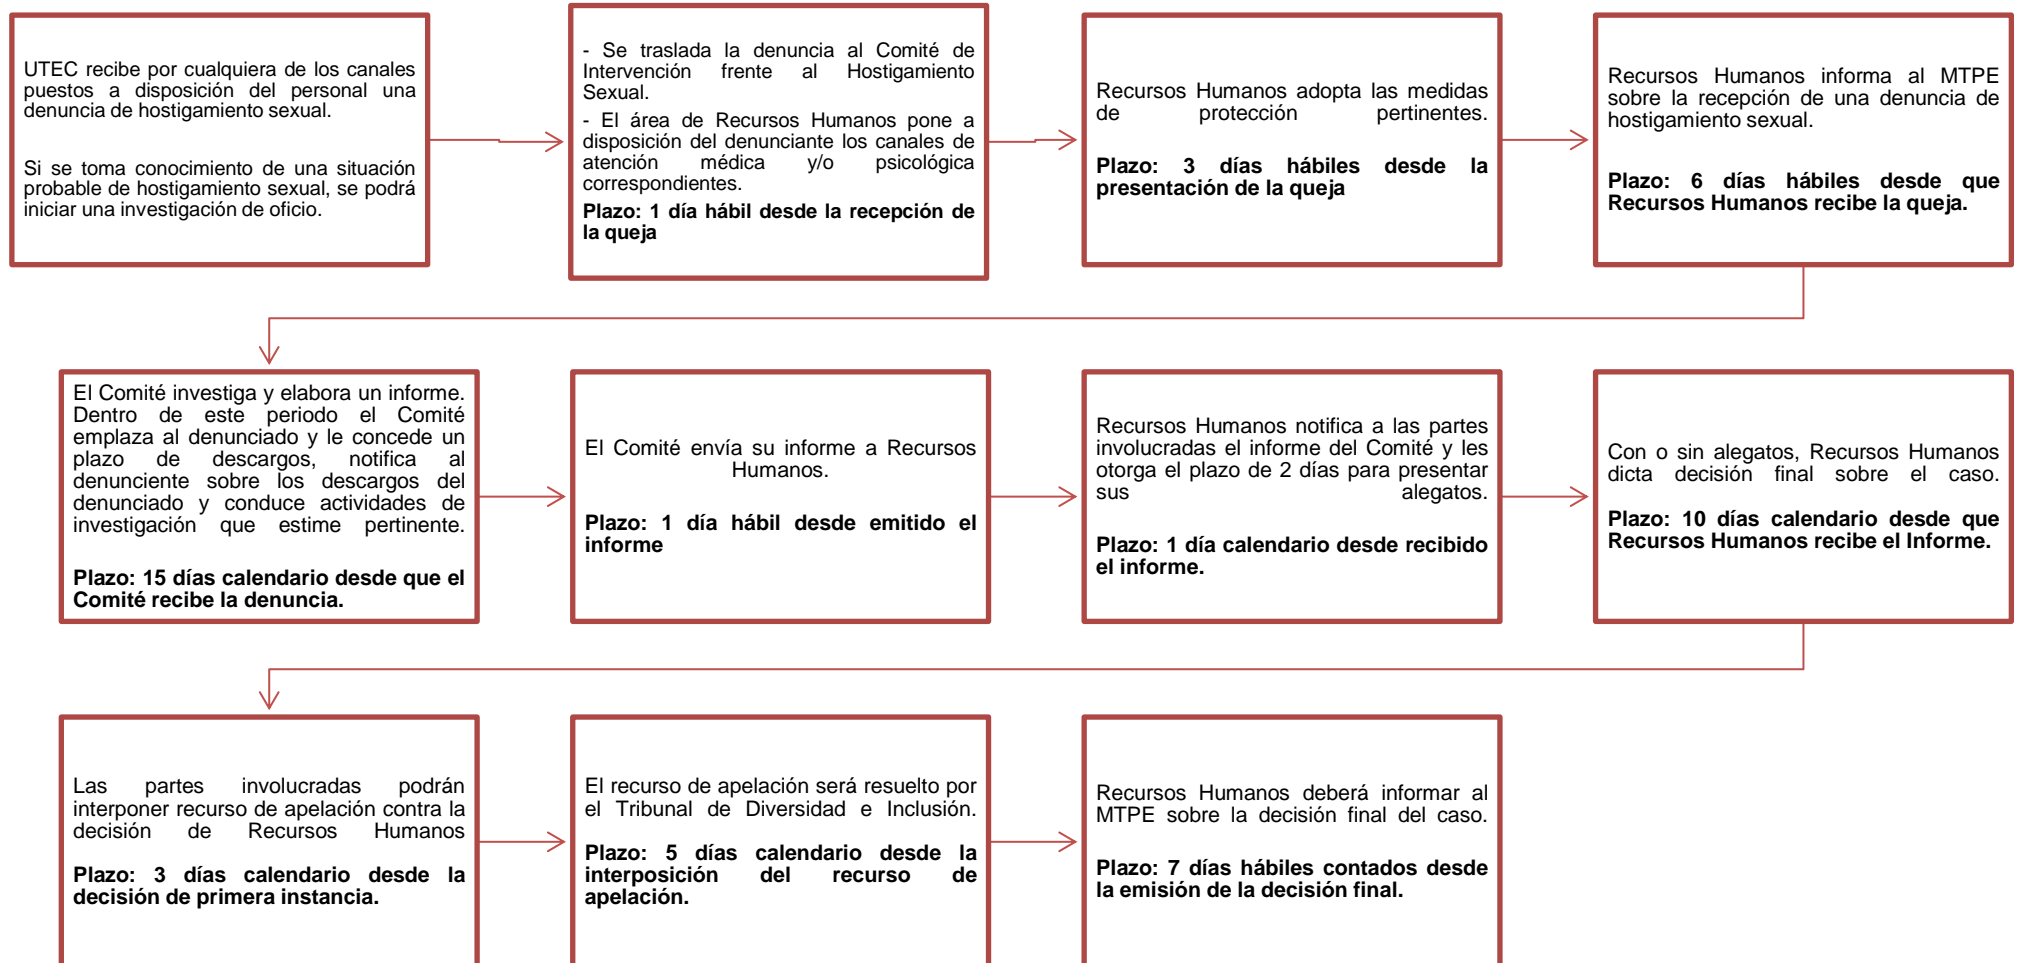 UTEC recibe por cualquiera de los canales
puestos a disposición del personal una
denuncia de hostigamiento sexual.
Si se toma conocimiento de una situación
probable de hostigamiento sexual, se podrá
iniciar una investigación de oficio.
- Se traslada la denuncia al Comité de
Intervención frente al Hostigamiento
Sexual.
- El área de Recursos Humanos pone a
disposición del denunciante los canales de
atención médica y/o psicológica
correspondientes.
Plazo: 1 día hábil desde la recepción de
la queja
Recursos Humanos adopta las medidas
de protección pertinentes.
Plazo: 3 días hábiles desde la
presentación de la queja
Recursos Humanos informa al MTPE
sobre la recepción de una denuncia de
hostigamiento sexual.
Plazo: 6 días hábiles desde que
Recursos Humanos recibe la queja.
El Comité investiga y elabora un informe.
Dentro de este periodo el Comité
emplaza al denunciado y le concede un
plazo de descargos, notifica al
denunciente sobre los descargos del
denunciado y conduce actividades de
investigación que estime pertinente.
Plazo: 15 días calendario desde que el
Comité recibe la denuncia.
El Comité envía su informe a Recursos
Humanos.
Plazo: 1 día hábil desde emitido el
informe
Recursos Humanos notifica a las partes
involucradas el informe del Comité y les
otorga el plazo de 2 días para presentar
sus alegatos.
Plazo: 1 día calendario desde recibido
el informe.
Con o sin alegatos, Recursos Humanos
dicta decisión final sobre el caso.
Plazo: 10 días calendario desde que
Recursos Humanos recibe el Informe.
Las partes involucradas podrán
interponer recurso de apelación contra la
decisión de Recursos Humanos
Plazo: 3 días calendario desde la
decisión de primera instancia.
El recurso de apelación será resuelto por
el Tribunal de Diversidad e Inclusión.
Plazo: 5 días calendario desde la
interposición del recurso de
apelación.
Recursos Humanos deberá informar al
MTPE sobre la decisión final del caso.
Plazo: 7 días hábiles contados desde
la emisión de la decisión final.